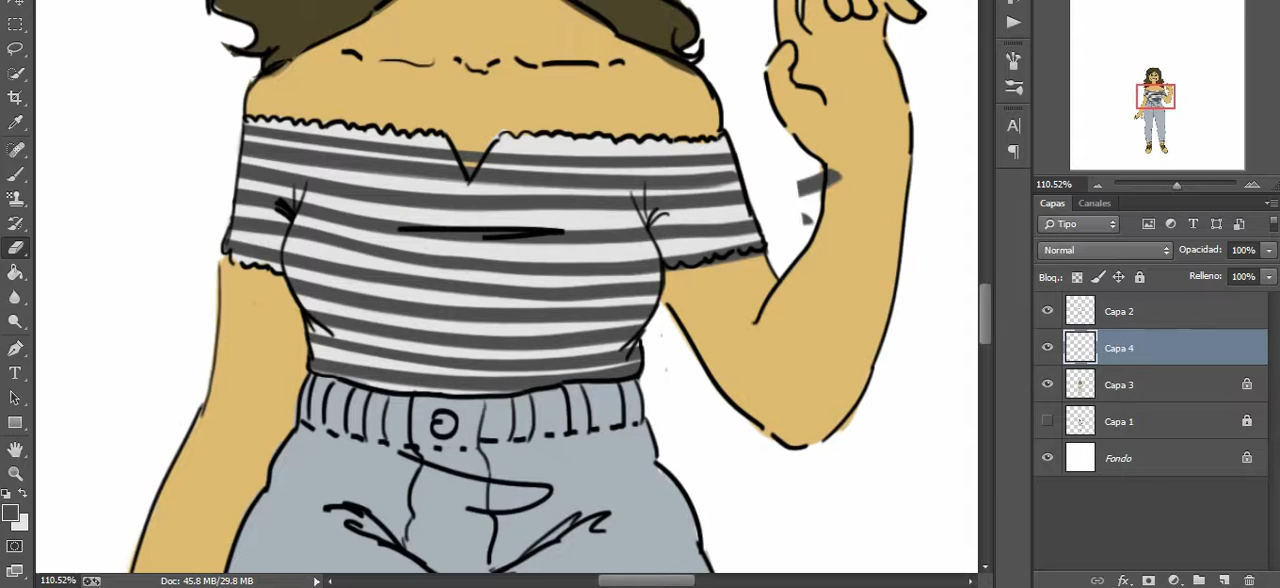 110.52%
Capas Canales
Tipo
Normal Opacidad: 100%
Bloq.: Relleno: 100%
Capa 2
Capa 4
Capa 3
Capa 1
Fondo
110.52% Doc: 45.8 MB/29.8 MB